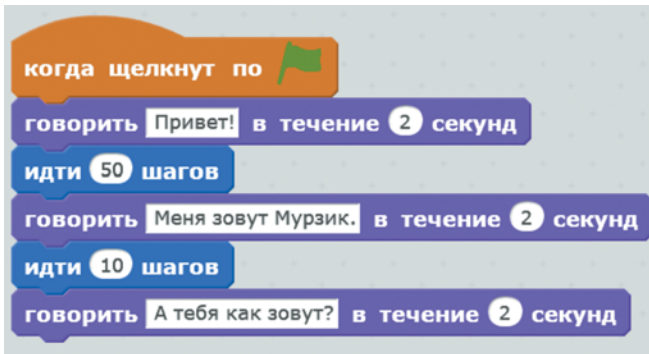 когда щелкнут по
говорить Привет! в течение 2 секунд
идти 50 шагов
говорить Меня зовут Мурзик. в течение 2 секунд
идти 10 шагов
говорить А тебя как зовут? в течение 2 секунд